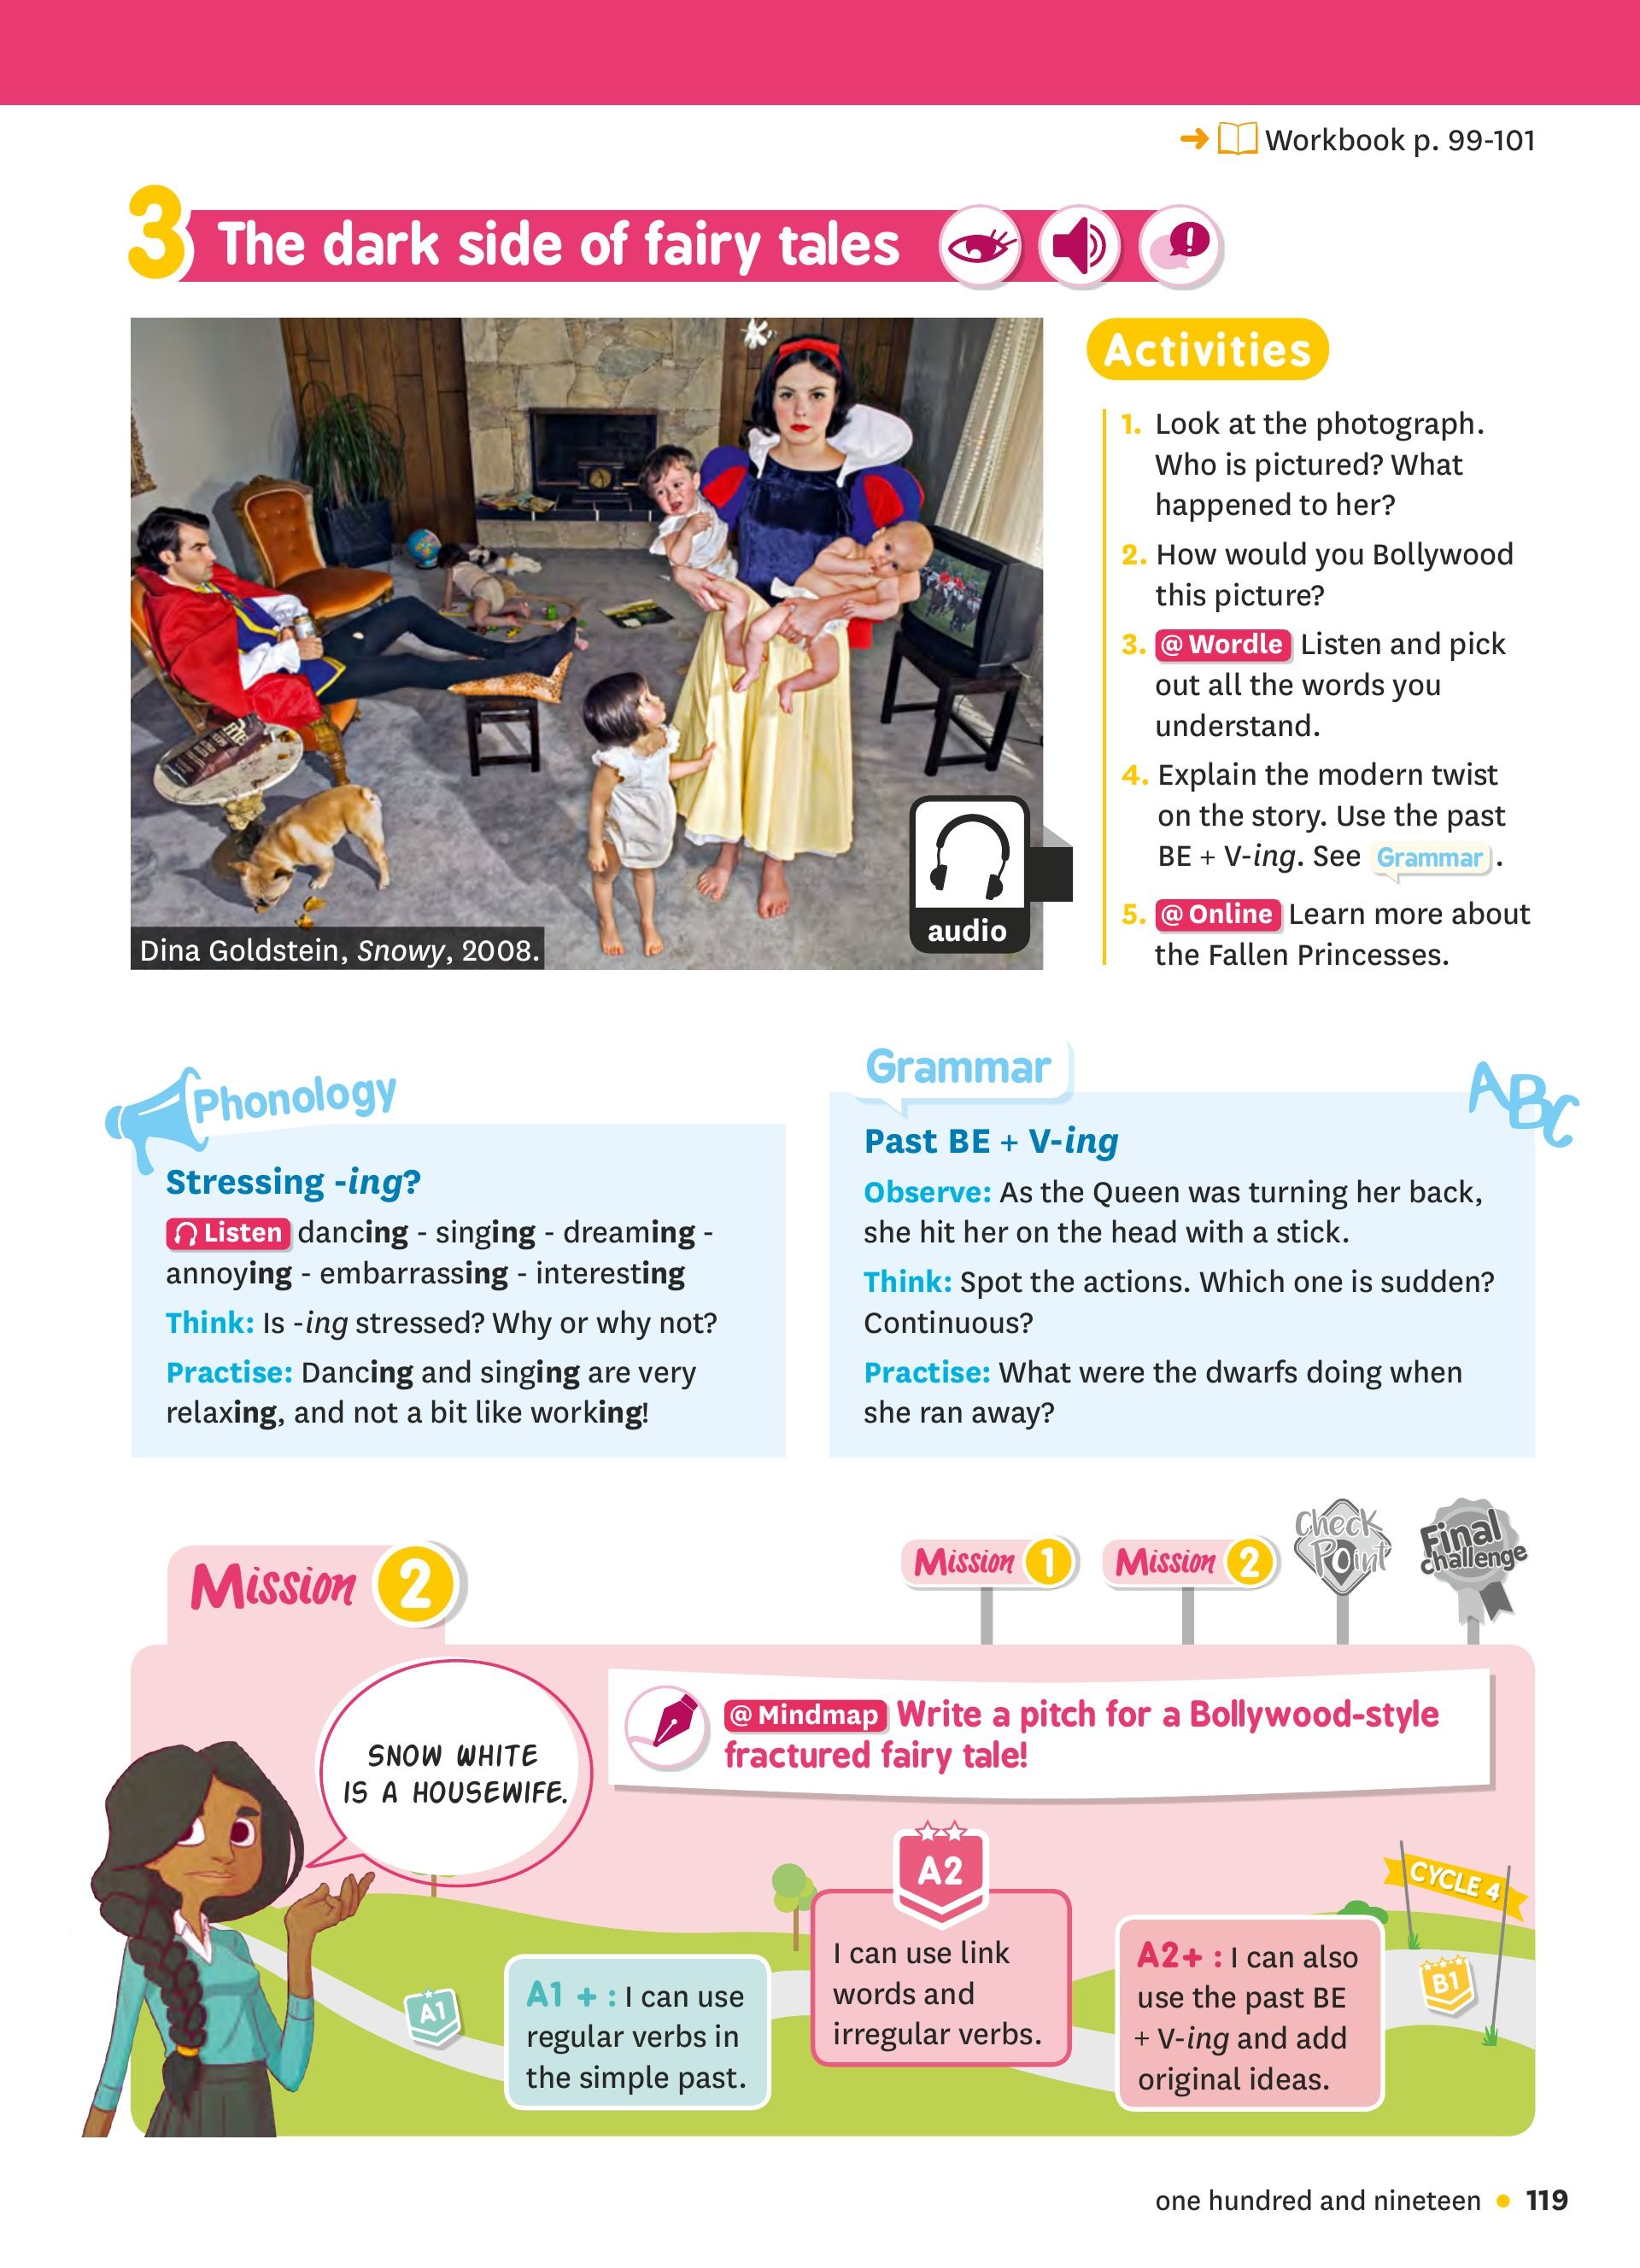 → Workbook p. 99-101
3 The dark side of fairy tales
Dina Goldstein, Snowy, 2008.
audio
Activities
1. Look at the photograph.
Who is pictured? What
happened to her?
2. How would you Bollywood
this picture?
3. @ Wordle Listen and pick
out all the words you
understand.
4. Explain the modern twist
on the story. Use the past
BE + V-ing. See Grammar.
5. @ Online Learn more about
the Fallen Princesses.
Phonology
Stressing -ing?
Listen dancing - singing - dreaming -
annoying - embarrassing - interesting
Think: Is -ing stressed? Why or why not?
Practise: Dancing and singing are very
relaxing, and not a bit like working!
Grammar
ABC
Past BE + V-ing
Observe: As the Queen was turning her back,
she hit her on the head with a stick.
Think: Spot the actions. Which one is sudden?
Continuous?
Practise: What were the dwarfs doing when
she ran away?
Mission 2
Mission 1
Mission 2
Check Point
Final challenge
SNOW WHITE
IS A HOUSEWIFE.
@ Mindmap Write a pitch for a Bollywood-style
fractured fairy tale!
A1
A1 + : I can use
regular verbs in
the simple past.
A2
I can use link
words and
irregular verbs.
A2+ : I can also
use the past BE
+ V-ing and add
original ideas.
CYCLE 4
B1
one hundred and nineteen • 119